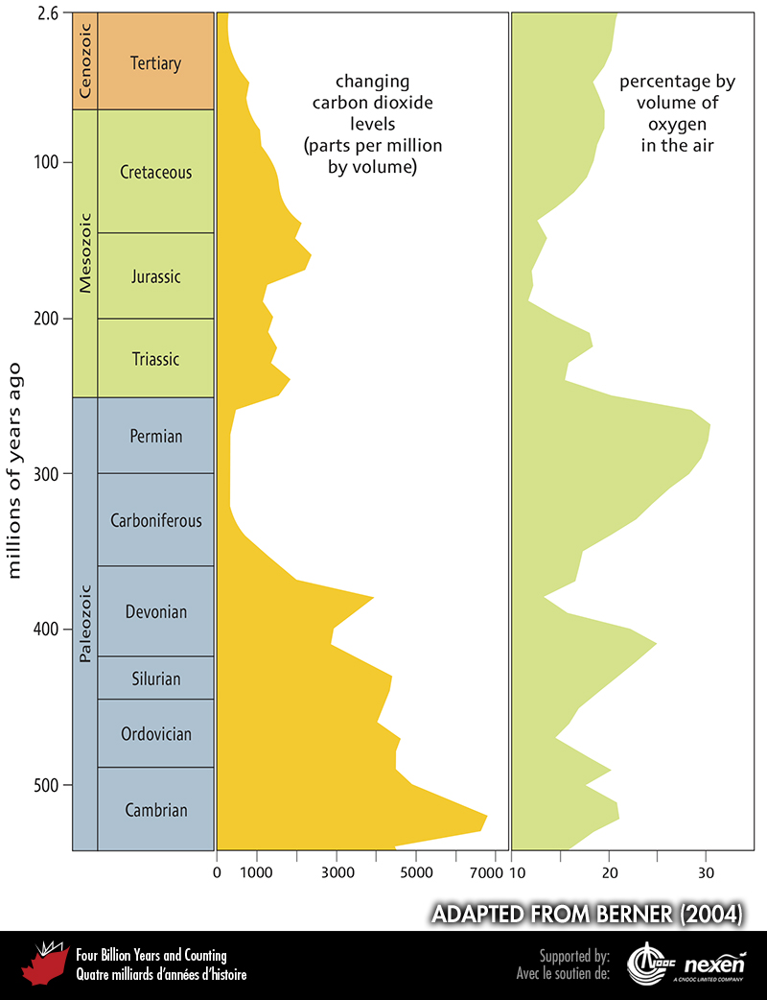 2.6
100
200
300
400
500
millions of years ago
Cenozoic
Mesozoic
Paleozoic
Tertiary
Cretaceous
Jurassic
Triassic
Permian
Carboniferous
Devonian
Silurian
Ordovician
Cambrian
changing
carbon dioxide
levels
(parts per million
by volume)
percentage by
volume of
oxygen
in the air
0 1000 3000 5000 7000
10 20 30
ADAPTED FROM BERNER (2004)
Four Billion Years and Counting
Quatre milliards d'années d'histoire
Supported by:
Avec le soutien de:
CNOOC
nexen
A CNOOC LIMITED COMPANY